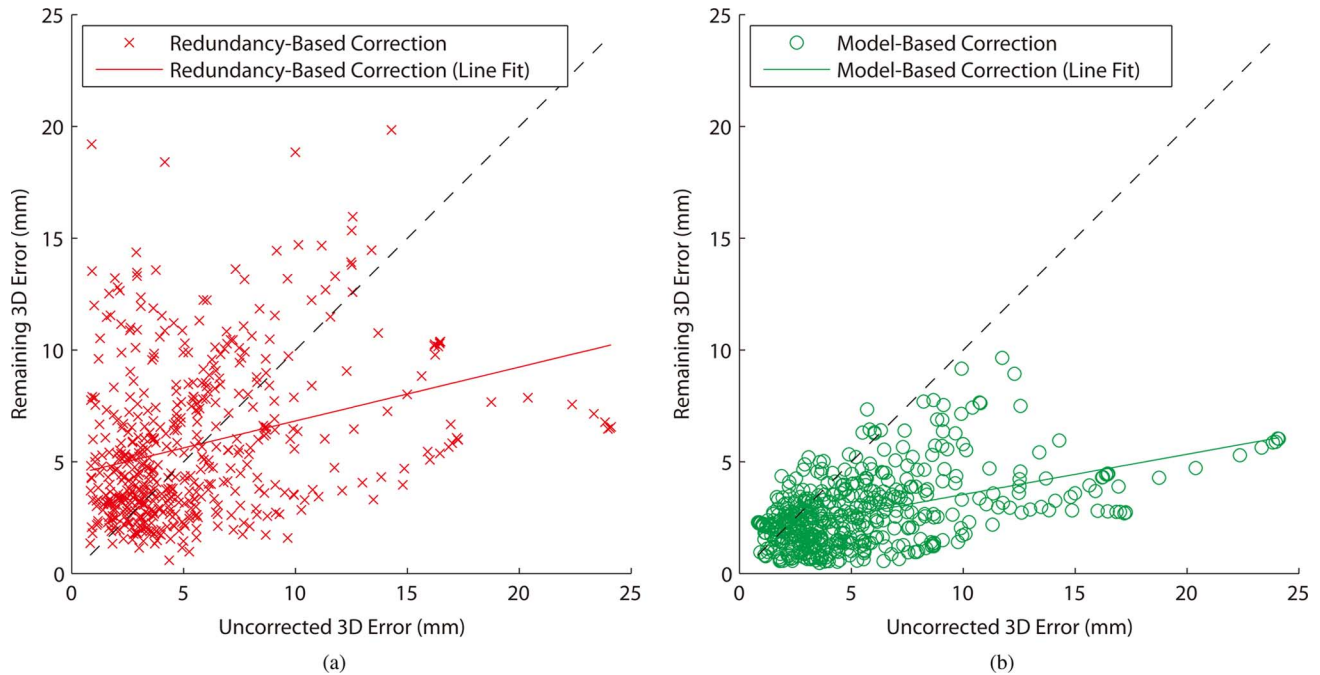 25
20
15
10
5
0
0
5
10
15
20
25
Remaining 3D Error (mm)
Uncorrected 3D Error (mm)
Redundancy-Based Correction
Redundancy-Based Correction (Line Fit)
(a)
25
20
15
10
5
0
0
5
10
15
20
25
Remaining 3D Error (mm)
Uncorrected 3D Error (mm)
Model-Based Correction
Model-Based Correction (Line Fit)
(b)